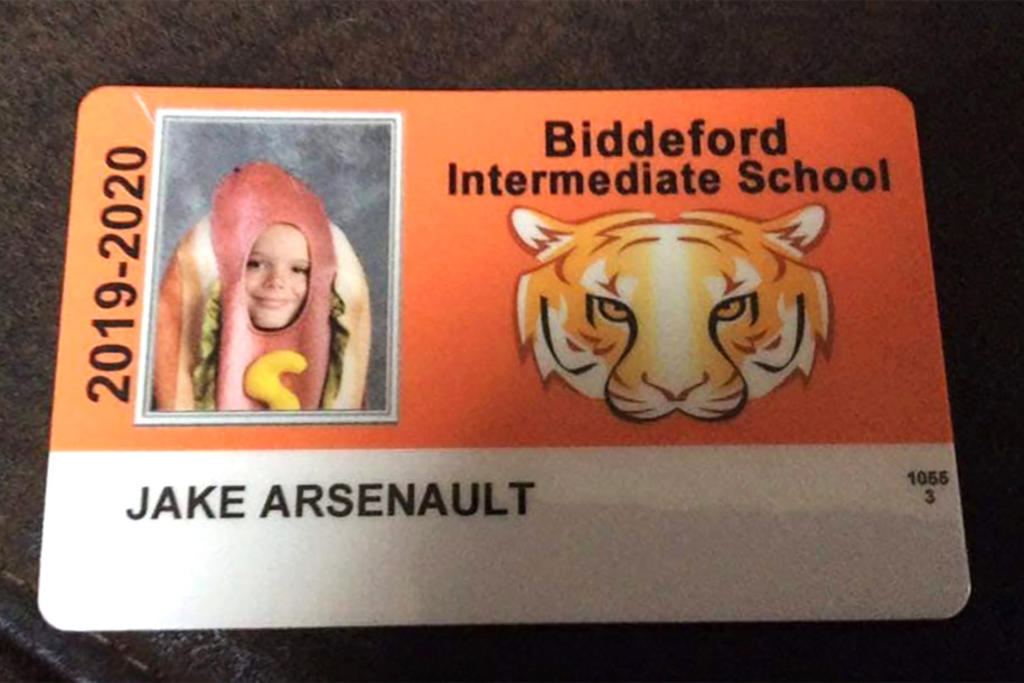 2019-2020
Biddeford
Intermediate School
JAKE ARSENAULT
1055
3